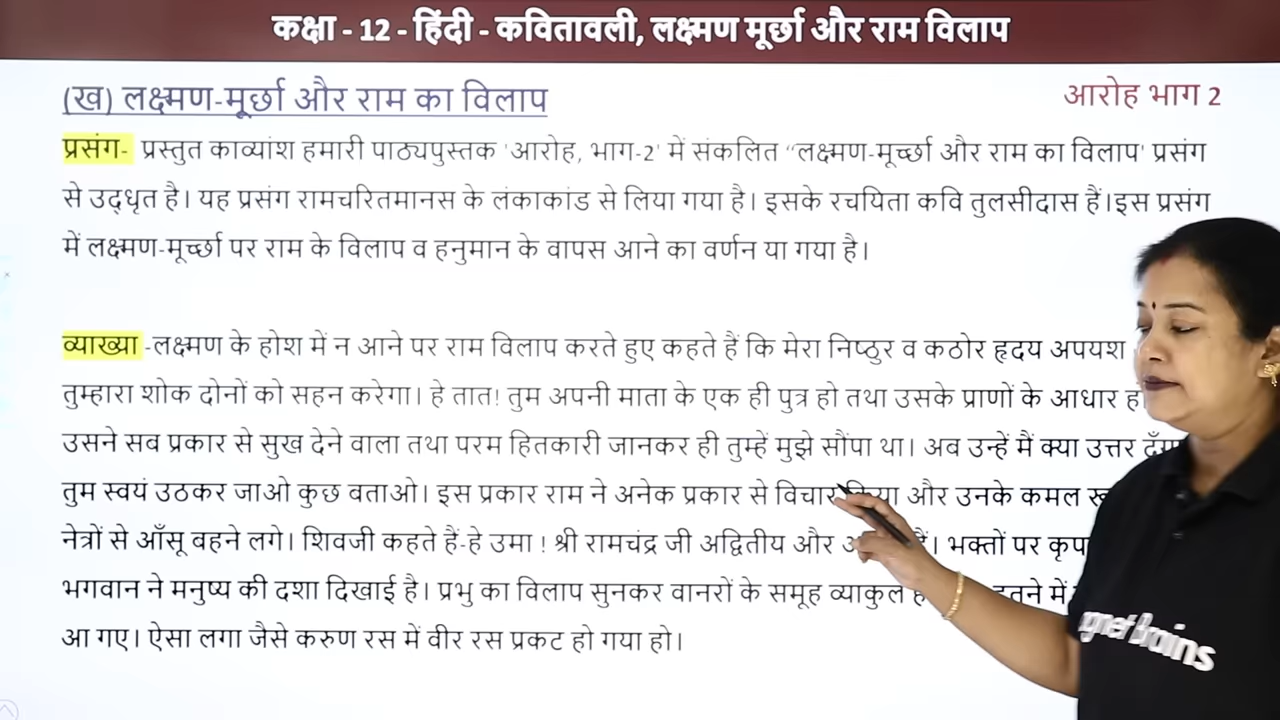 कक्षा - 12 - हिंदी - कवितावली, लक्ष्मण मूर्छा और राम विलाप
(ख) लक्ष्मण-मूर्छा और राम का विलाप
आरोह भाग 2
प्रसंग- प्रस्तुत काव्यांश हमारी पाठ्यपुस्तक 'आरोह, भाग-2' में संकलित “लक्ष्मण-मूर्च्छा और राम का विलाप' प्रसंग
से उद्धृत है। यह प्रसंग रामचरितमानस के लंकाकांड से लिया गया है। इसके रचयिता कवि तुलसीदास हैं।इस प्रसंग
में लक्ष्मण-मूर्च्छा पर राम के विलाप व हनुमान के वापस आने का वर्णन या गया है।
व्याख्या -लक्ष्मण के होश में न आने पर राम विलाप करते हुए कहते हैं कि मेरा निष्ठुर व कठोर हृदय अपयश
तुम्हारा शोक दोनों को सहन करेगा। हे तात! तुम अपनी माता के एक ही पुत्र हो तथा उसके प्राणों के आधार
उसने सब प्रकार से सुख देने वाला तथा परम हितकारी जानकर ही तुम्हें मुझे सौंपा था। अब उन्हें मैं क्या उत्तर
तुम स्वयं उठकर जाओ कुछ बताओ। इस प्रकार राम ने अनेक प्रकार से विचार किया और उनके कमल
नेत्रों से आँसू बहने लगे। शिवजी कहते हैं-हे उमा ! श्री रामचंद्र जी अद्वितीय और हैं। भक्तों पर
भगवान ने मनुष्य की दशा दिखाई है। प्रभु का विलाप सुनकर वानरों के समूह व्याकुल इतने में
आ गए। ऐसा लगा जैसे करुण रस में वीर रस प्रकट हो गया हो।
Brains